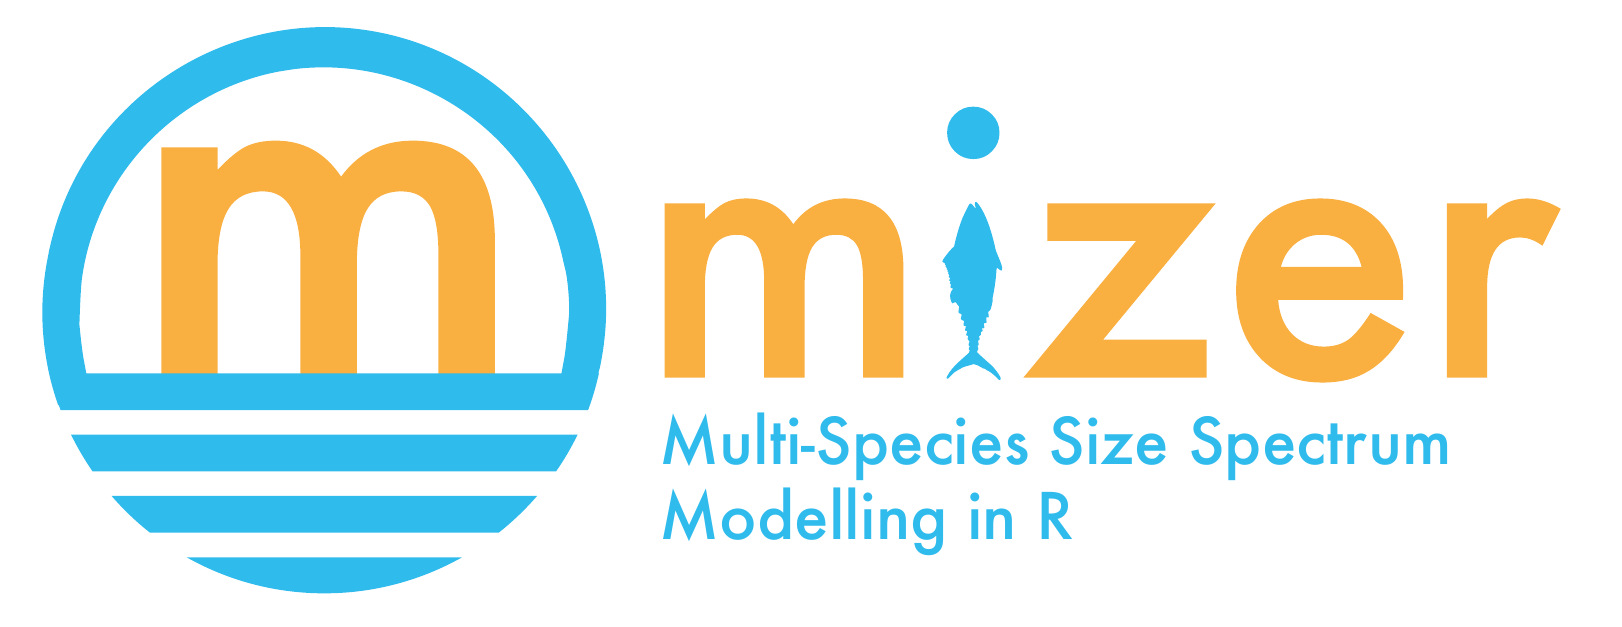 m
mizer
Multi-Species Size Spectrum
Modelling in R